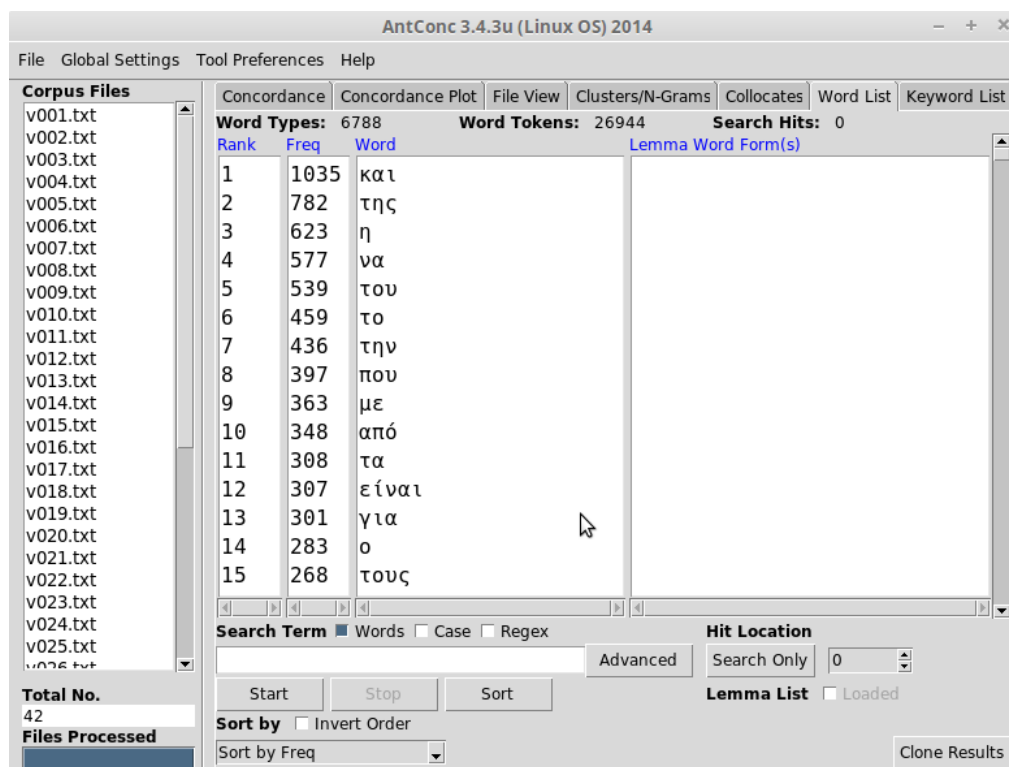 AntConc 3.4.3u (Linux OS) 2014
File Global Settings Tool Preferences Help
Corpus Files
v001.txt
v002.txt
v003.txt
v004.txt
v005.txt
v006.txt
v007.txt
v008.txt
v009.txt
v010.txt
v011.txt
v012.txt
v013.txt
v014.txt
v015.txt
v016.txt
v017.txt
v018.txt
v019.txt
v020.txt
v021.txt
v022.txt
v023.txt
v024.txt
v025.txt
v026.txt
Total No.
42
Files Processed
Concordance Concordance Plot File View Clusters/N-Grams Collocates Word List Keyword List
Word Types: 6788 Word Tokens: 26944 Search Hits: 0
Rank Freq Word Lemma Word Form(s)
1 1035 και
2 782 της
3 623 η
4 577 να
5 539 του
6 459 το
7 436 την
8 397 που
9 363 με
10 348 από
11 308 τα
12 307 είναι
13 301 για
14 283 ο
15 268 τους
Search Term Words Case Regex Hit Location
Advanced Search Only 0
Start Stop Sort Lemma List Loaded
Sort by Invert Order
Sort by Freq Clone Results